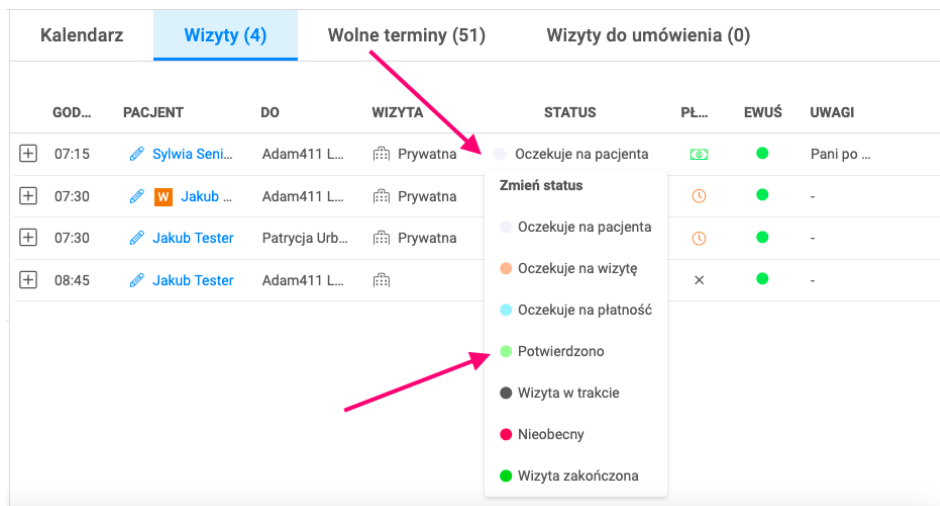 Kalendarz Wizyty (4) Wolne terminy (51) Wizyty do umówienia (0)
GOD... PACJENT DO WIZYTA STATUS PŁ... EWUŚ UWAGI
07:15 Sylwia Seni... Adam411 L... Prywatna Oczekuje na pacjenta Pani po ...
Zmień status
07:30 W Jakub ... Adam411 L... Prywatna -
Oczekuje na pacjenta
07:30 Jakub Tester Patrycja Urb... Prywatna -
Oczekuje na wizytę
08:45 Jakub Tester Adam411 L... -
Oczekuje na płatność
Potwierdzono
Wizyta w trakcie
Nieobecny
Wizyta zakończona